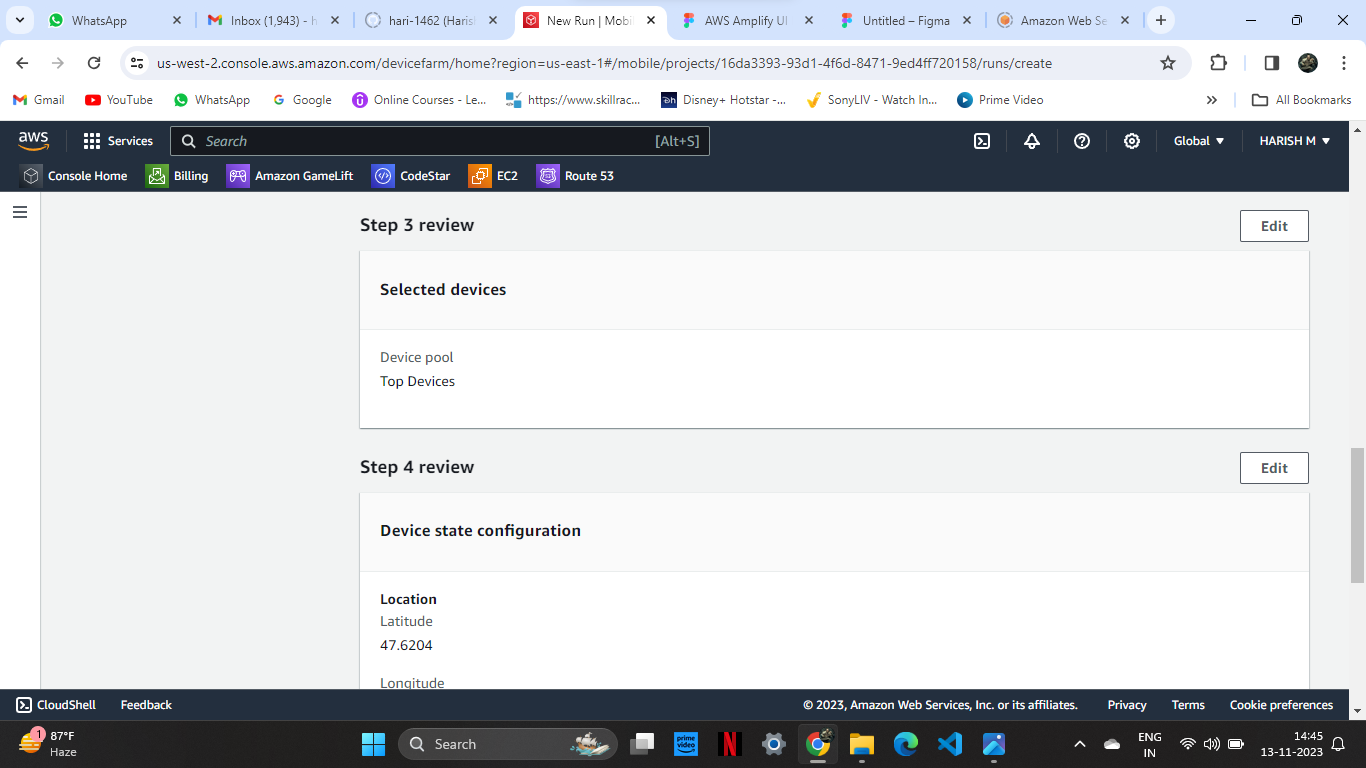 WhatsApp
Inbox (1,943) - h
hari-1462 (Haris
New Run | Mobi
AWS Amplify UI
Untitled – Figma
Amazon Web Se
us-west-2.console.aws.amazon.com/devicefarm/home?region=us-east-1#/mobile/projects/16da3393-93d1-4f6d-8471-9ed4ff720158/runs/create
Gmail
YouTube
WhatsApp
Google
Online Courses - Le...
https://www.skillrac...
Disney+ Hotstar -...
SonyLIV - Watch In...
Prime Video
All Bookmarks
aws
Services
Search
[Alt+S]
Global
HARISH M
Console Home
Billing
Amazon GameLift
CodeStar
EC2
Route 53
Step 3 review
Edit
Selected devices
Device pool
Top Devices
Step 4 review
Edit
Device state configuration
Location
Latitude
47.6204
Longitude
CloudShell
Feedback
© 2023, Amazon Web Services, Inc. or its affiliates.
Privacy
Terms
Cookie preferences
1
87°F
Haze
Search
prime video
ENG
IN
14:45
13-11-2023